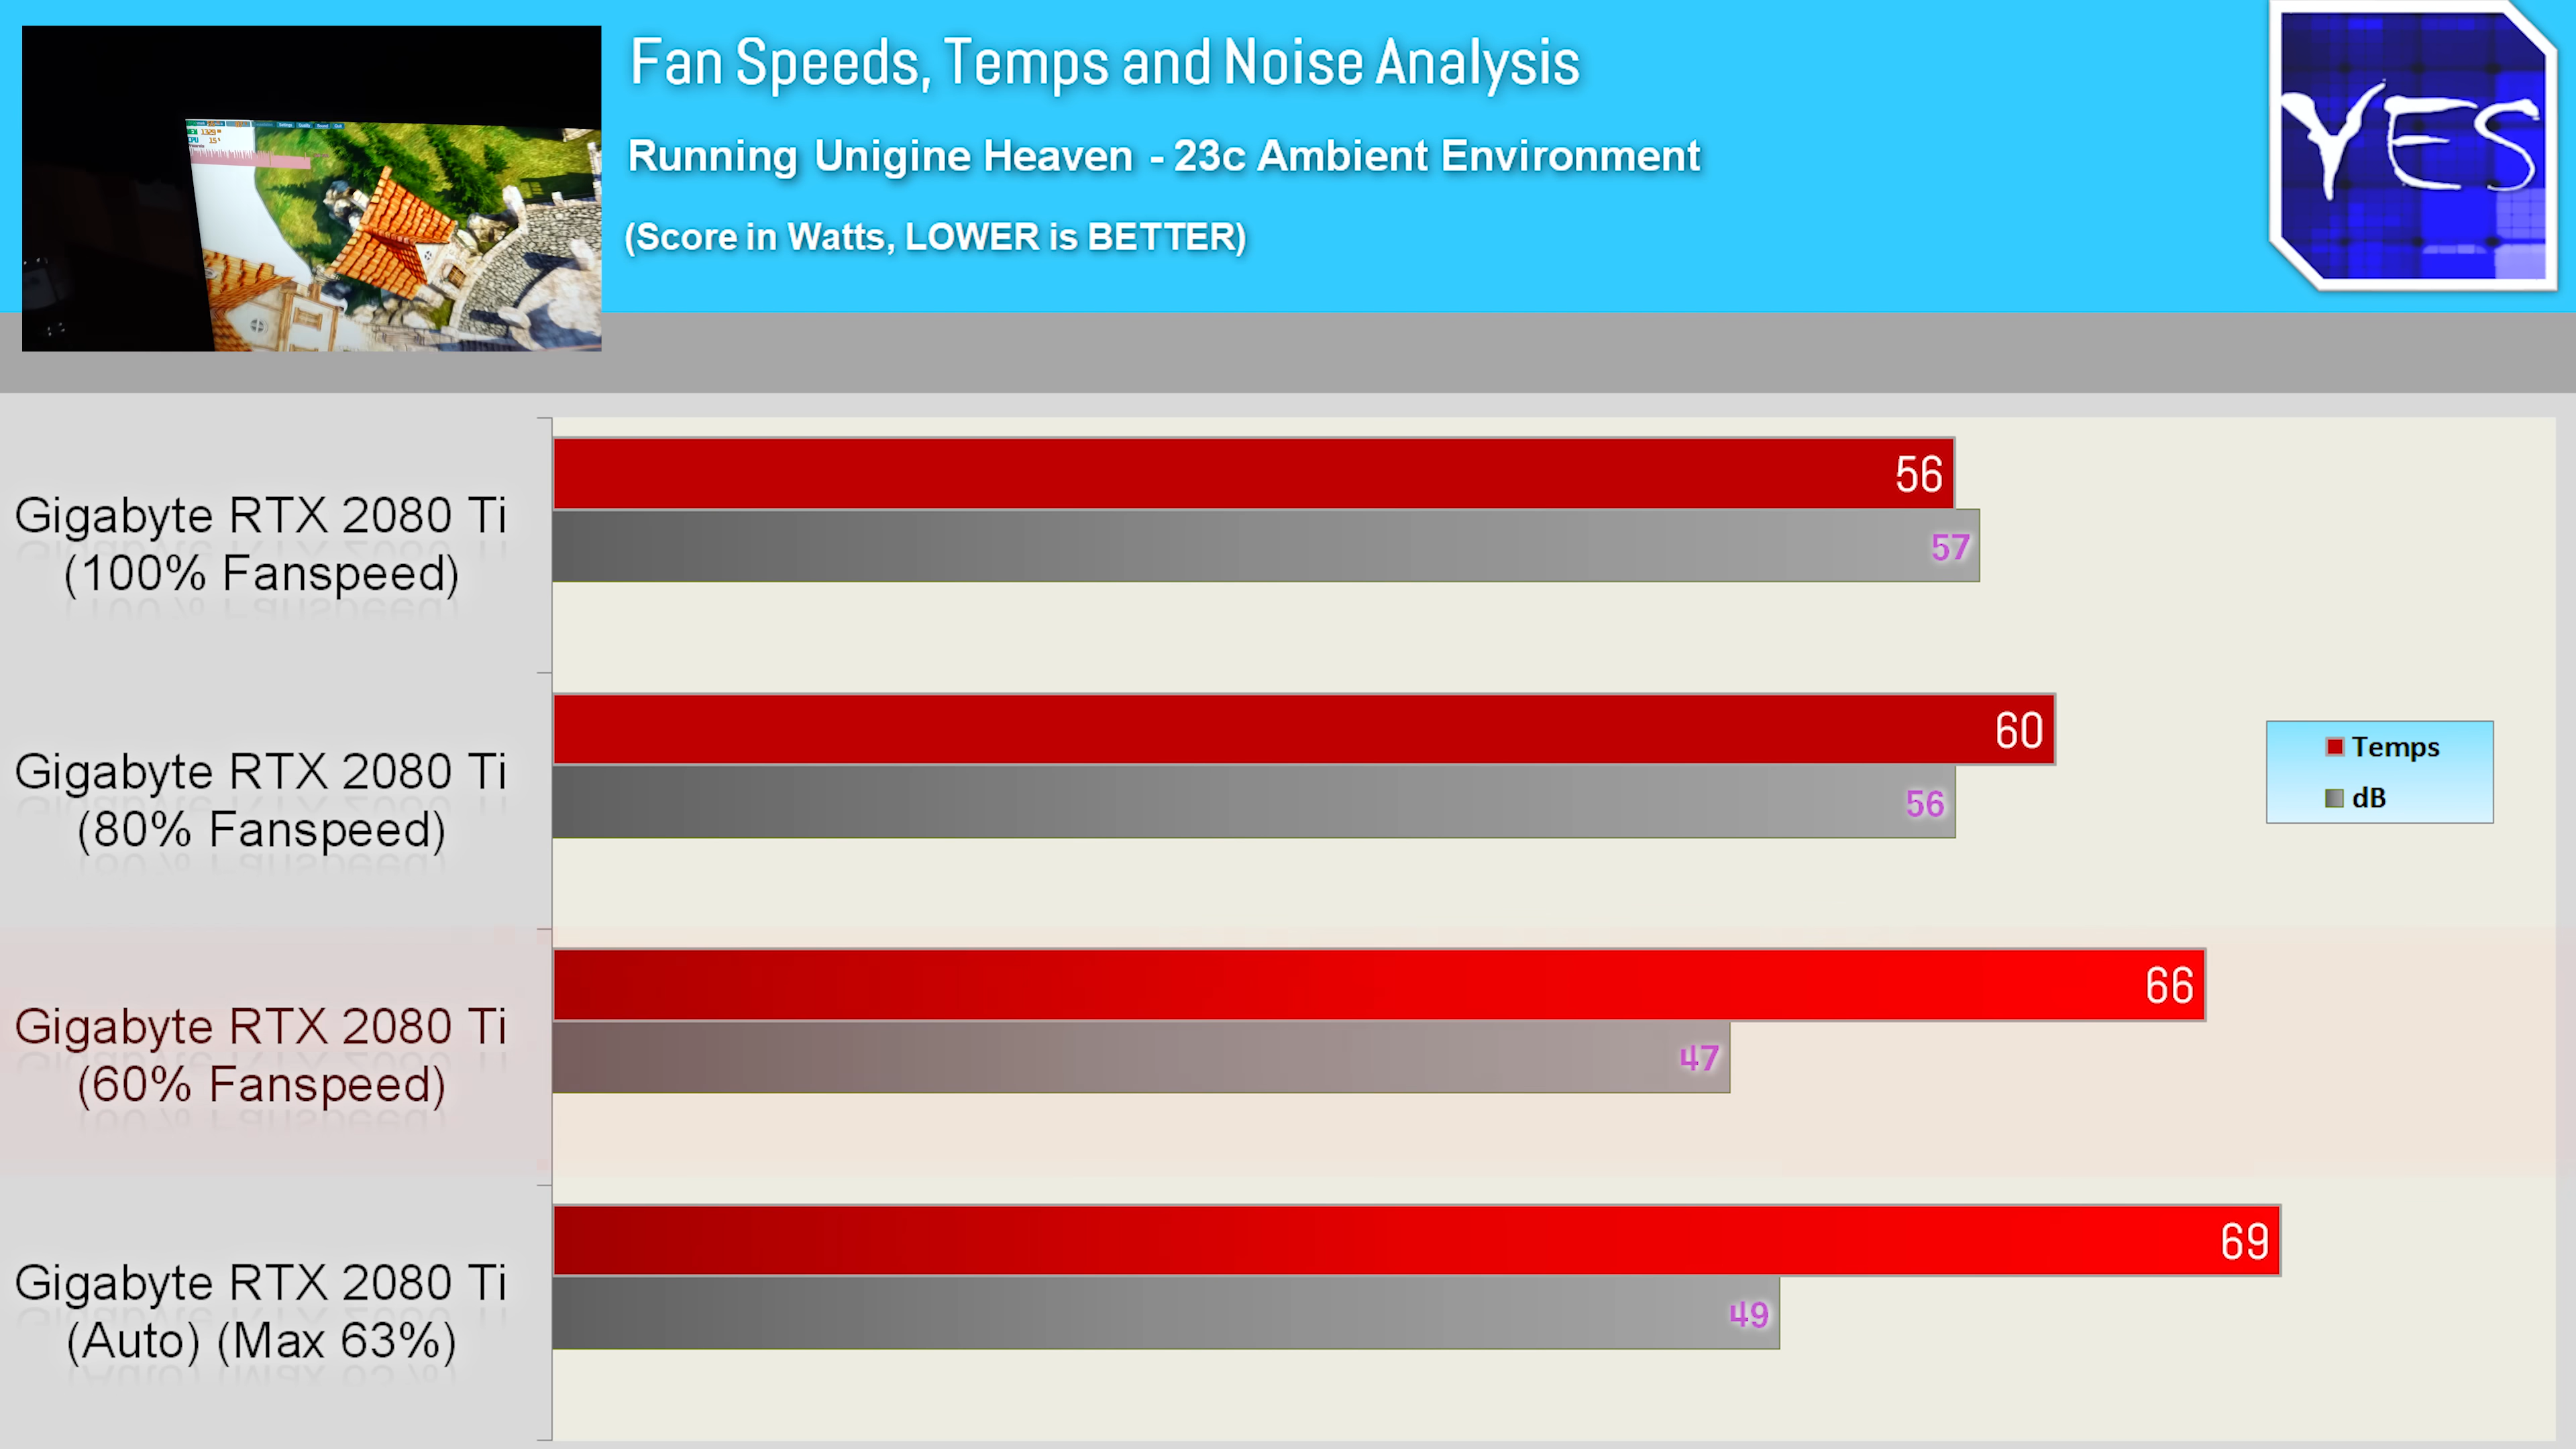 Fan Speeds, Temps and Noise Analysis
Running Unigine Heaven - 23c Ambient Environment
(Score in Watts, LOWER is BETTER)
YES
Gigabyte RTX 2080 Ti
(100% Fanspeed)
56
57
Gigabyte RTX 2080 Ti
(80% Fanspeed)
60
56
Temps
dB
Gigabyte RTX 2080 Ti
(60% Fanspeed)
66
47
Gigabyte RTX 2080 Ti
(Auto) (Max 63%)
69
49